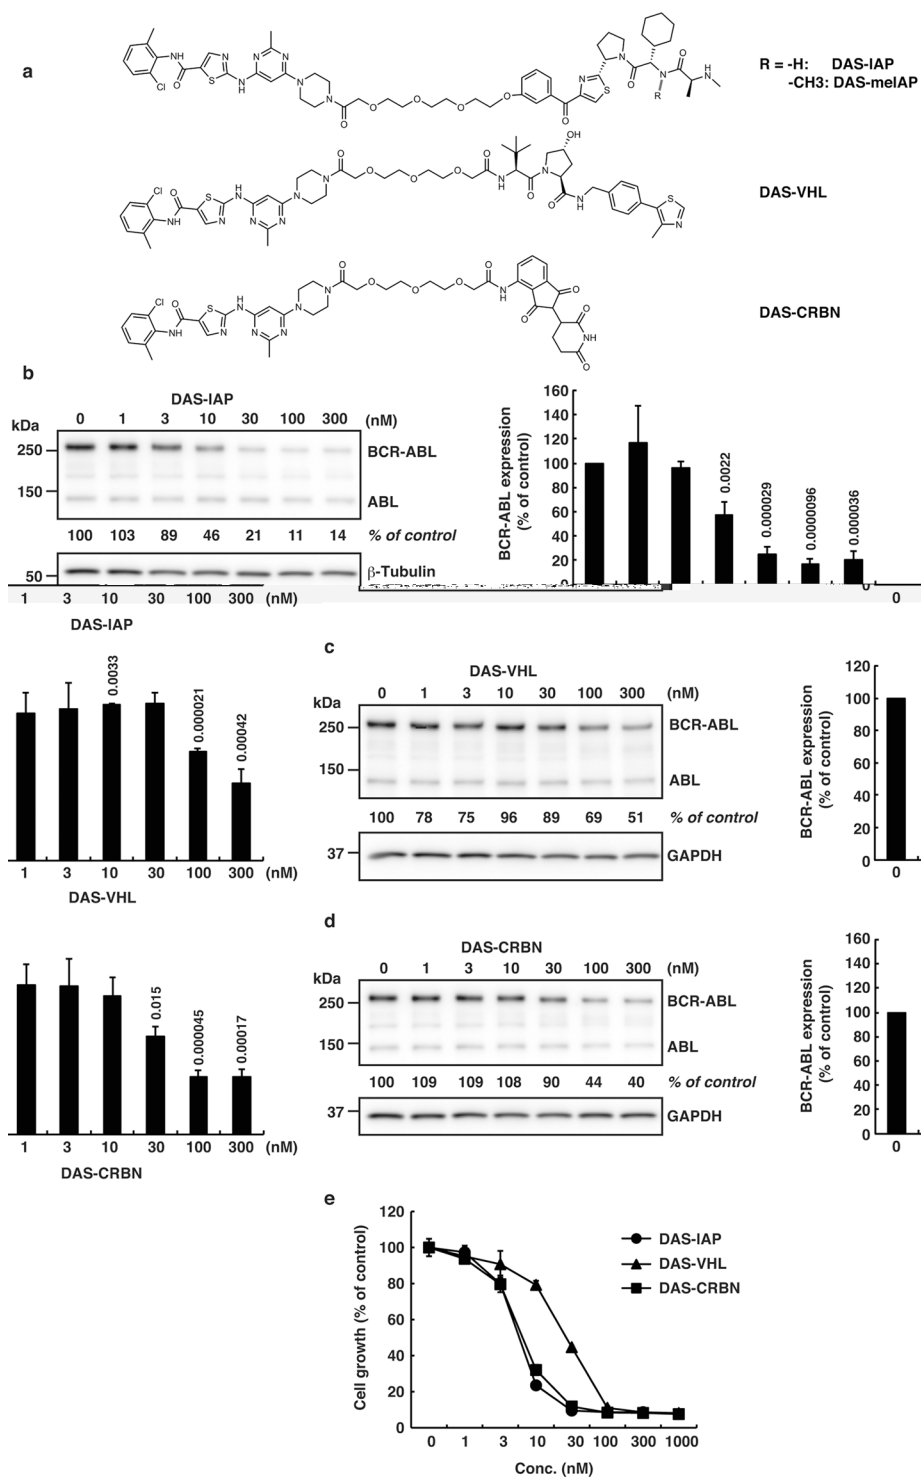 a
R = -H: DAS-IAP
-CH3: DAS-meIAP
DAS-VHL
DAS-CRBN
b
DAS-IAP
kDa
0 1 3 10 30 100 300 (nM)
250
BCR-ABL
150
ABL
100 103 89 46 21 11 14 % of control
50
β-Tubulin
BCR-ABL expression
(% of control)
160
140
120
100
80
60
40
20
0
0.0022
0.000029
0.0000096
0.000036
0
1 3 10 30 100 300 (nM)
DAS-IAP
0.0033
0.000021
0.00042
1 3 10 30 100 300 (nM)
DAS-VHL
c
DAS-VHL
kDa
0 1 3 10 30 100 300 (nM)
250
BCR-ABL
150
ABL
100 78 75 96 89 69 51 % of control
37
GAPDH
BCR-ABL expression
(% of control)
120
100
80
60
40
20
0
0
0.015
0.000045
0.00017
1 3 10 30 100 300 (nM)
DAS-CRBN
d
DAS-CRBN
kDa
0 1 3 10 30 100 300 (nM)
250
BCR-ABL
150
ABL
100 109 109 108 90 44 40 % of control
37
GAPDH
BCR-ABL expression
(% of control)
160
140
120
100
80
60
40
20
0
0
e
Cell growth (% of control)
120
100
80
60
40
20
0
DAS-IAP
DAS-VHL
DAS-CRBN
0 1 3 10 30 100 300 1000
Conc. (nM)